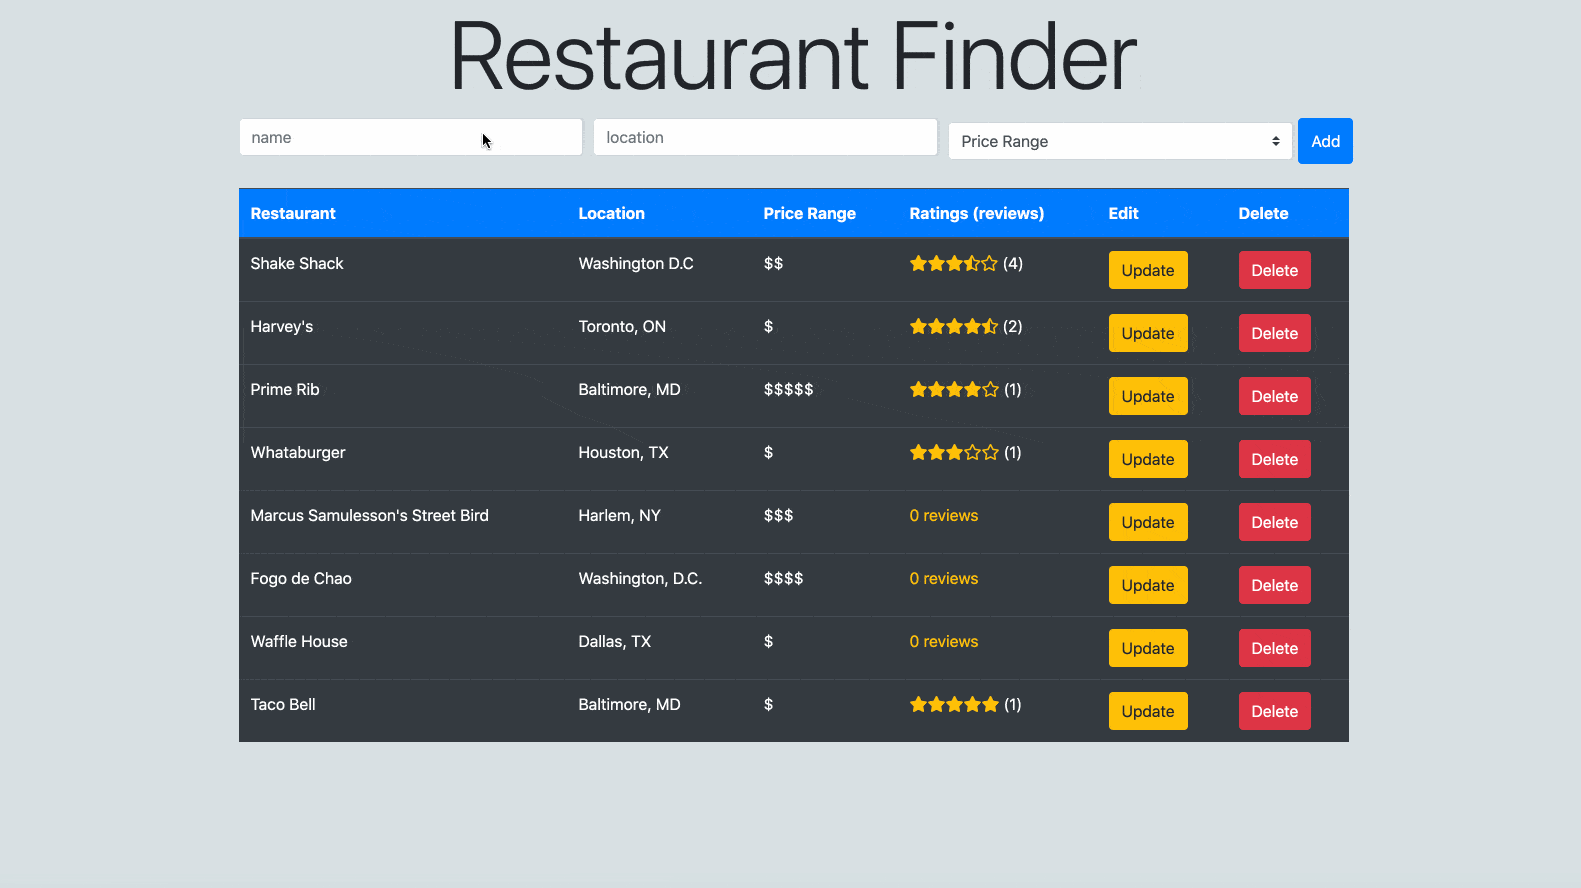 Restaurant Finder
name location Price Range Add
Restaurant Location Price Range Ratings (reviews) Edit Delete
Shake Shack Washington D.C $$ (4) Update Delete
Harvey's Toronto, ON $ (2) Update Delete
Prime Rib Baltimore, MD $$$$$ (1) Update Delete
Whataburger Houston, TX $ (1) Update Delete
Marcus Samulesson's Street Bird Harlem, NY $$$ 0 reviews Update Delete
Fogo de Chao Washington, D.C. $$$$ 0 reviews Update Delete
Waffle House Dallas, TX $ 0 reviews Update Delete
Taco Bell Baltimore, MD $ (1) Update Delete